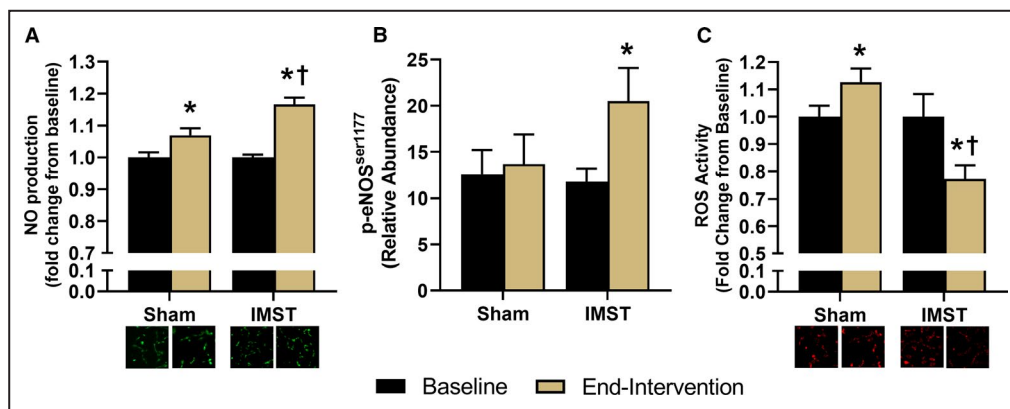 A
NO production
(fold change from baseline)
1.3
1.2
1.1
1.0
0.9
0.8
0.7
0.1
0.0
*
*†
Sham IMST
B
p-eNOSser1177
(Relative Abundance)
25
20
15
10
5
0
*
Sham IMST
C
ROS Activity
(Fold Change from Baseline)
1.2
1.1
1.0
0.9
0.8
0.7
0.6
0.5
0.1
0.0
*
*†
Sham IMST
Baseline End-Intervention